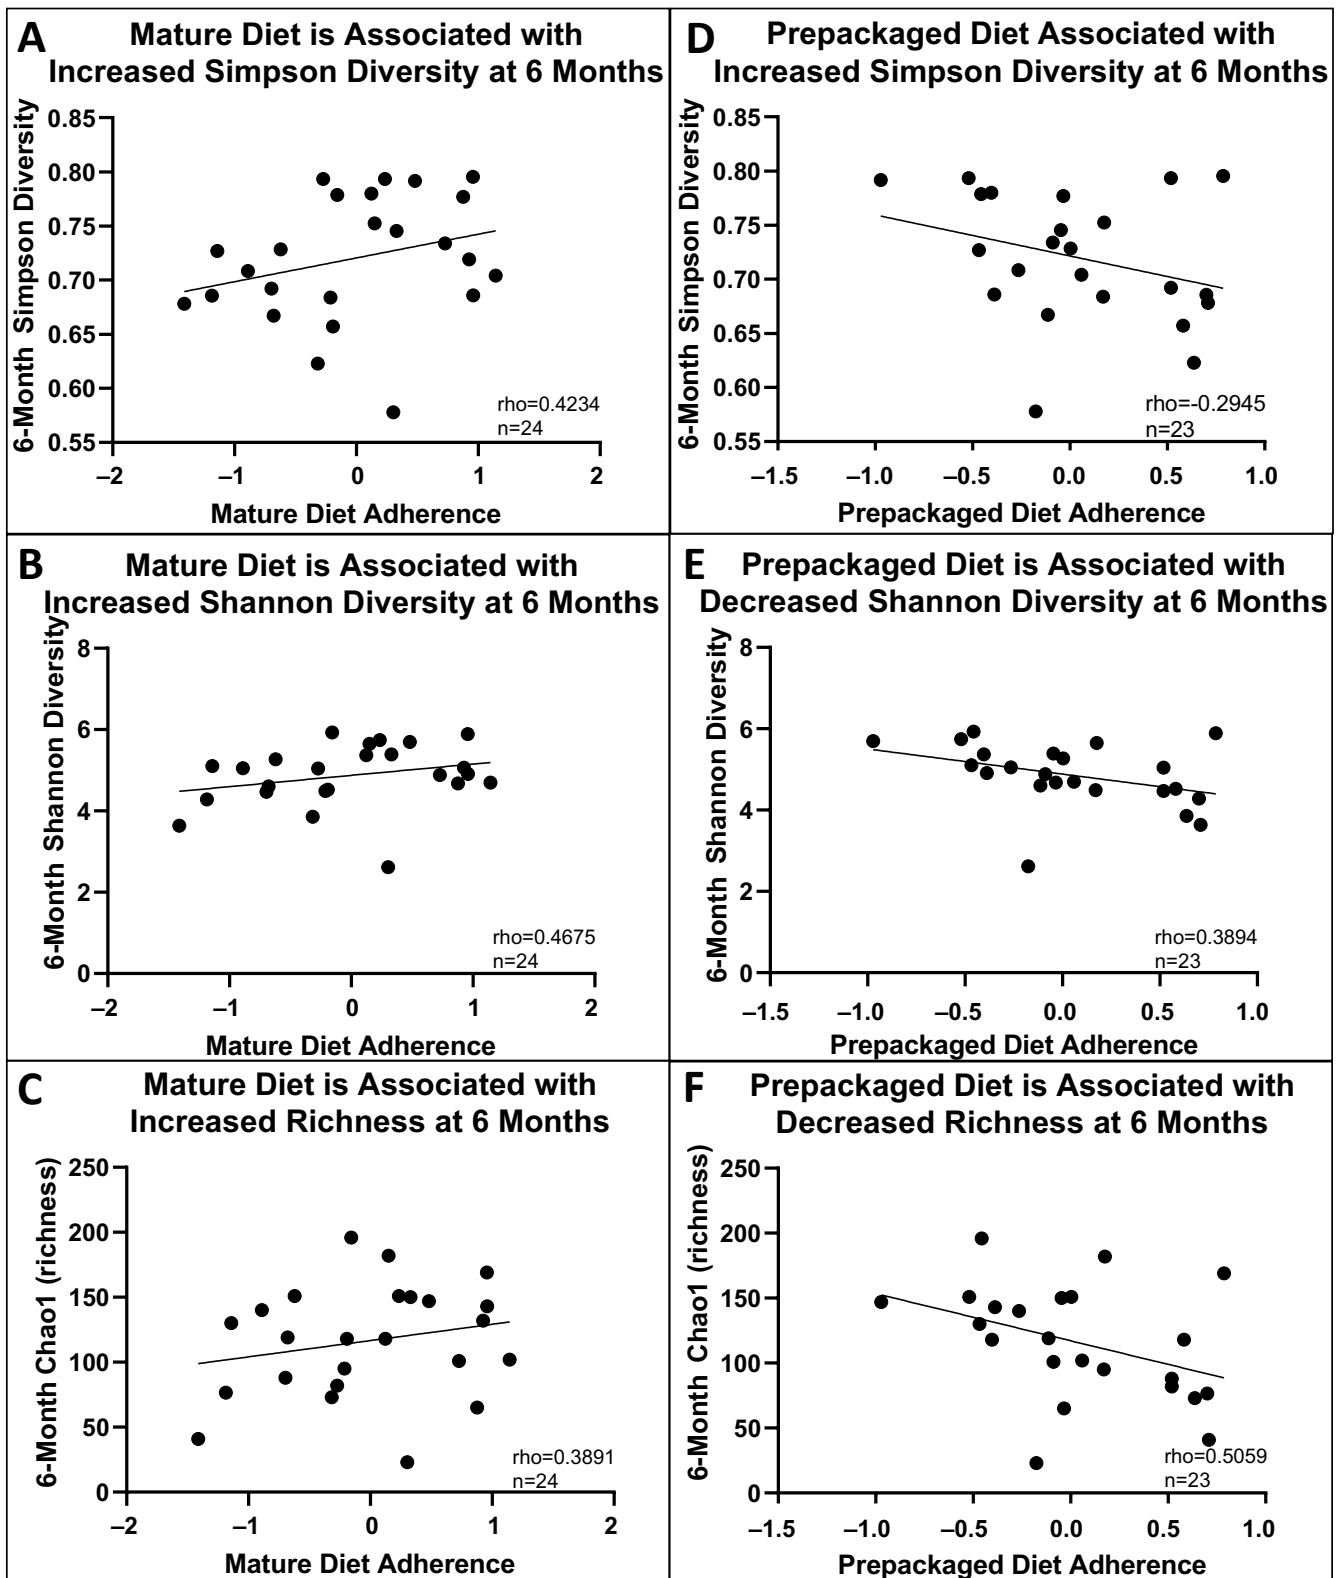 A
Mature Diet is Associated with
Increased Simpson Diversity at 6 Months
6-Month Simpson Diversity
0.85
0.80
0.75
0.70
0.65
0.60
0.55
rho=0.4234
n=24
–2
–1
0
1
2
Mature Diet Adherence
D
Prepackaged Diet Associated with
Increased Simpson Diversity at 6 Months
6-Month Simpson Diversity
0.85
0.80
0.75
0.70
0.65
0.60
0.55
rho=-0.2945
n=23
–1.5
–1.0
–0.5
0.0
0.5
1.0
Prepackaged Diet Adherence
B
Mature Diet is Associated with
Increased Shannon Diversity at 6 Months
6-Month Shannon Diversity
8
6
4
2
0
rho=0.4675
n=24
–2
–1
0
1
2
Mature Diet Adherence
E
Prepackaged Diet is Associated with
Decreased Shannon Diversity at 6 Months
6-Month Shannon Diversity
8
6
4
2
0
rho=0.3894
n=23
–1.5
–1.0
–0.5
0.0
0.5
1.0
Prepackaged Diet Adherence
C
Mature Diet is Associated with
Increased Richness at 6 Months
6-Month Chao1 (richness)
250
200
150
100
50
0
rho=0.3891
n=24
–2
–1
0
1
2
Mature Diet Adherence
F
Prepackaged Diet is Associated with
Decreased Richness at 6 Months
6-Month Chao1 (richness)
250
200
150
100
50
0
rho=0.5059
n=23
–1.5
–1.0
–0.5
0.0
0.5
1.0
Prepackaged Diet Adherence